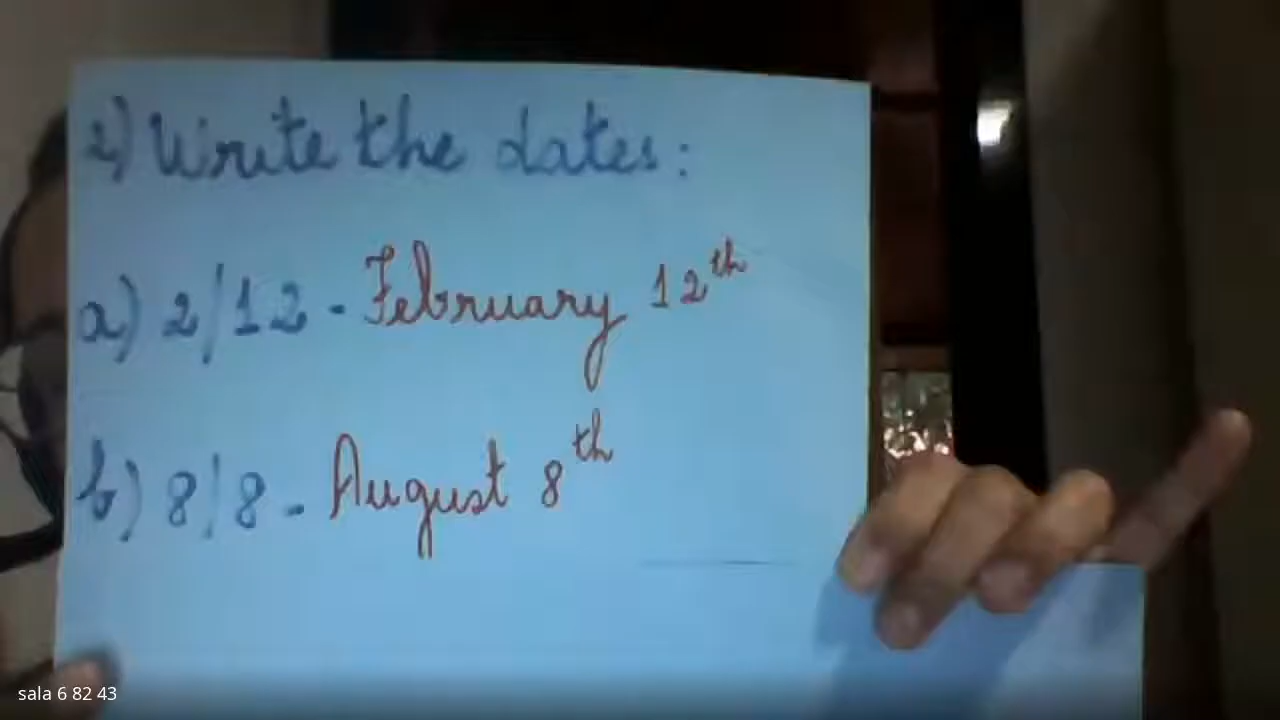 2) Write the dates:
a) 2/12 - February 12th
b) 8/8 - August 8th
sala 6 82 43